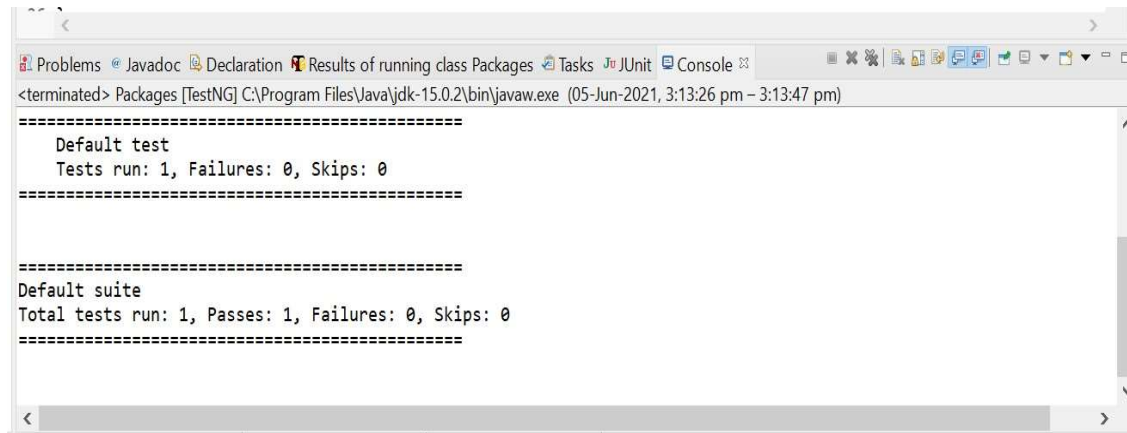 Problems @ Javadoc Declaration Results of running class Packages Tasks Ju JUnit Console
<terminated> Packages [TestNG] C:\Program Files\Java\jdk-15.0.2\bin\javaw.exe (05-Jun-2021, 3:13:26 pm – 3:13:47 pm)
===============================================
Default test
Tests run: 1, Failures: 0, Skips: 0
===============================================
===============================================
Default suite
Total tests run: 1, Passes: 1, Failures: 0, Skips: 0
===============================================